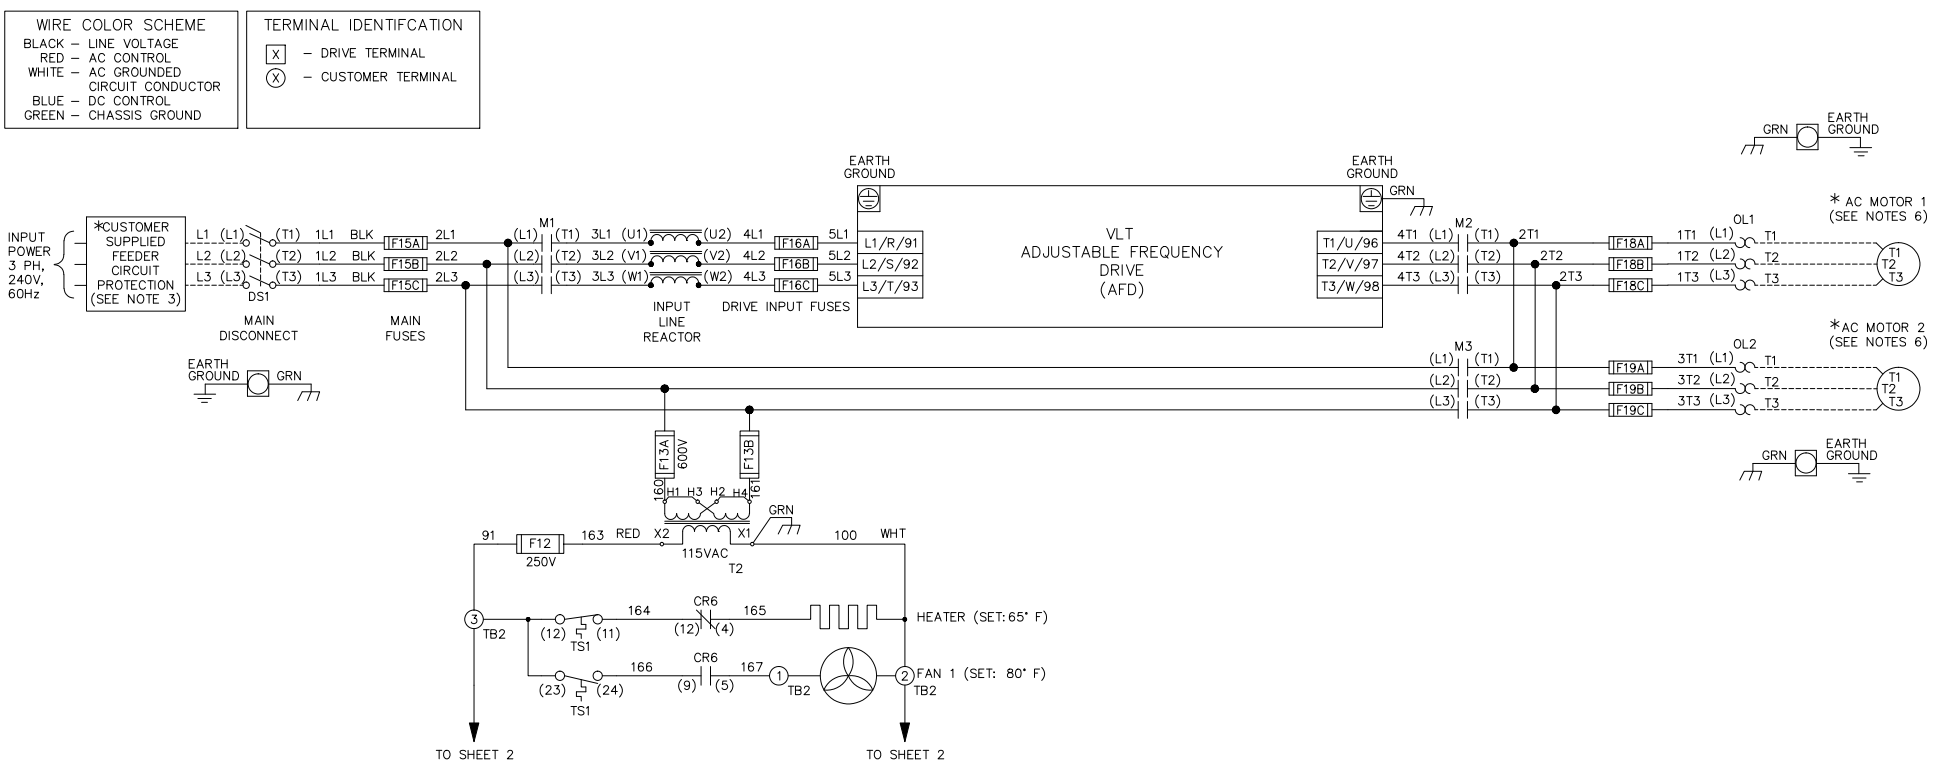 WIRE COLOR SCHEME
BLACK – LINE VOLTAGE
RED – AC CONTROL
WHITE – AC GROUNDED
CIRCUIT CONDUCTOR
BLUE – DC CONTROL
GREEN – CHASSIS GROUND
TERMINAL IDENTIFCATION
X – DRIVE TERMINAL
X – CUSTOMER TERMINAL
INPUT
POWER
3 PH,
240V,
60Hz
*CUSTOMER
SUPPLIED
FEEDER
CIRCUIT
PROTECTION
(SEE NOTE 3)
L1 (L1) (T1) 1L1 BLK F15A 2L1
L2 (L2) 1L2 BLK F15B 2L2
L3 (L3) (T3) 1L3 BLK F15C 2L3
DS1
MAIN
DISCONNECT
MAIN
FUSES
EARTH
GROUND
GRN
M1
(L1) (T1) 3L1 (U1) (U2) 4L1 F16A 5L1
(L2) (T2) 3L2 (V1) (V2) 4L2 F16B 5L2
(L3) (T3) 3L3 (W1) (W2) 4L3 F16C 5L3
INPUT
LINE
REACTOR
DRIVE INPUT FUSES
EARTH
GROUND
L1/R/91
L2/S/92
L3/T/93
VLT
ADJUSTABLE FREQUENCY
DRIVE
(AFD)
EARTH
GROUND
GRN
T1/U/96
T2/V/97
T3/W/98
M2
4T1 (L1) (T1) 2T1 F18A 1T1 (L1) T1
4T2 (L2) (T2) 2T2 F18B 1T2 (L2) T2
4T3 (L3) (T3) 2T3 F18C 1T3 (L3) T3
OL1
T1
T2
T3
GRN
EARTH
GROUND
* AC MOTOR 1
(SEE NOTES 6)
M3
(L1) (T1) F19A 3T1 (L1) T1
(L2) (T2) F19B 3T2 (L2) T2
(L3) (T3) F19C 3T3 (L3) T3
OL2
T1
T2
T3
*AC MOTOR 2
(SEE NOTES 6)
GRN
EARTH
GROUND
F13A
600V
F13B
160
161
H1 H3 H2 H4
GRN
91 F12 163 RED X2 X1 100 WHT
250V
115VAC
T2
3
TB2
(12) (11)
TS1
164
CR6
(12) (4)
165
HEATER (SET:65° F)
(23) (24)
TS1
166
CR6
(9) (5)
167
1
TB2
2
TB2
FAN 1 (SET: 80° F)
TO SHEET 2
TO SHEET 2